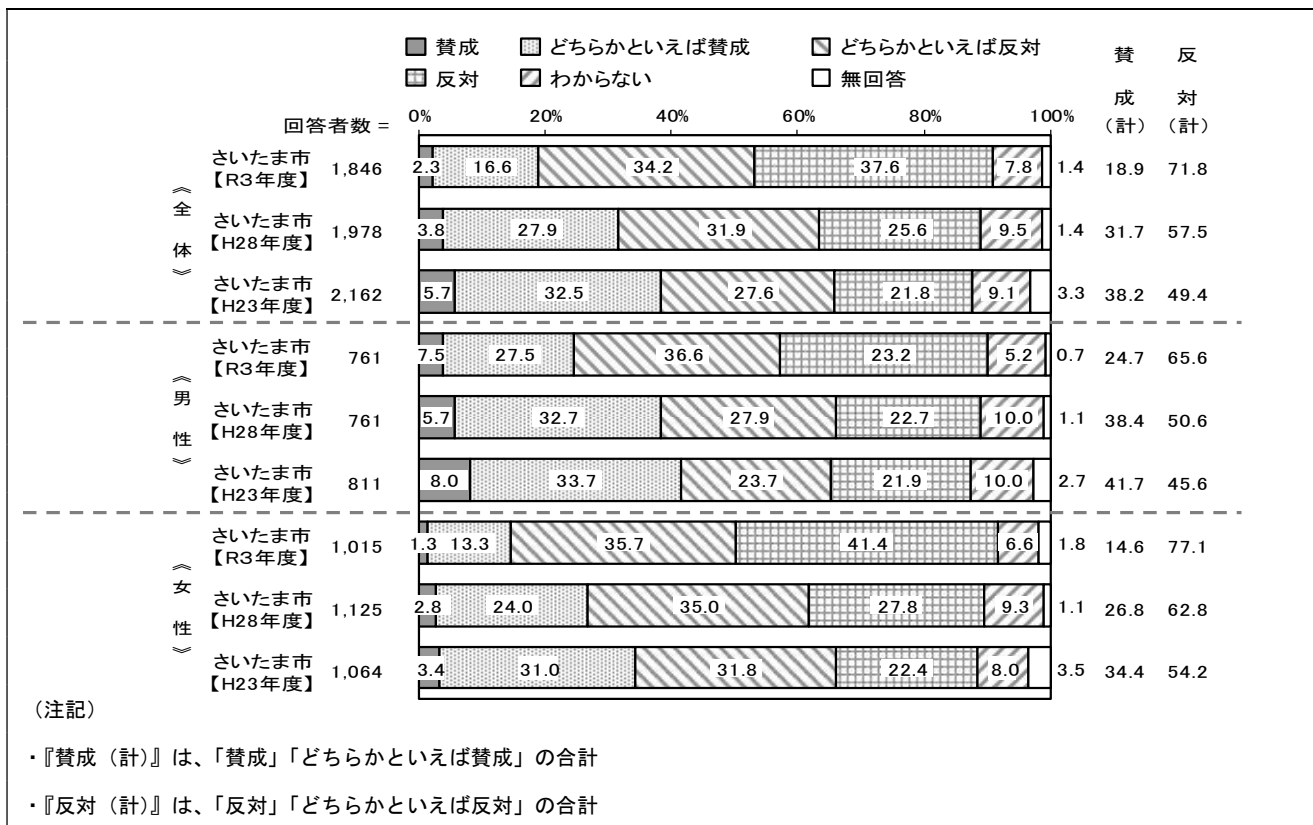 ■ 賛成 どちらかといえば賛成 どちらかといえば反対
反対 わからない 無回答
賛成(計) 反対(計)
回答者数 = 0% 20% 40% 60% 80% 100%
《全体》
さいたま市【R3年度】 1,846 2.3 16.6 34.2 37.6 7.8 1.4 18.9 71.8
さいたま市【H28年度】 1,978 3.8 27.9 31.9 25.6 9.5 1.4 31.7 57.5
さいたま市【H23年度】 2,162 5.7 32.5 27.6 21.8 9.1 3.3 38.2 49.4
《男性》
さいたま市【R3年度】 761 7.5 27.5 36.6 23.2 5.2 0.7 24.7 65.6
さいたま市【H28年度】 761 5.7 32.7 27.9 22.7 10.0 1.1 38.4 50.6
さいたま市【H23年度】 811 8.0 33.7 23.7 21.9 10.0 2.7 41.7 45.6
《女性》
さいたま市【R3年度】 1,015 1.3 13.3 35.7 41.4 6.6 1.8 14.6 77.1
さいたま市【H28年度】 1,125 2.8 24.0 35.0 27.8 9.3 1.1 26.8 62.8
さいたま市【H23年度】 1,064 3.4 31.0 31.8 22.4 8.0 3.5 34.4 54.2
(注記)
・『賛成(計)』は、「賛成」「どちらかといえば賛成」の合計
・『反対(計)』は、「反対」「どちらかといえば反対」の合計